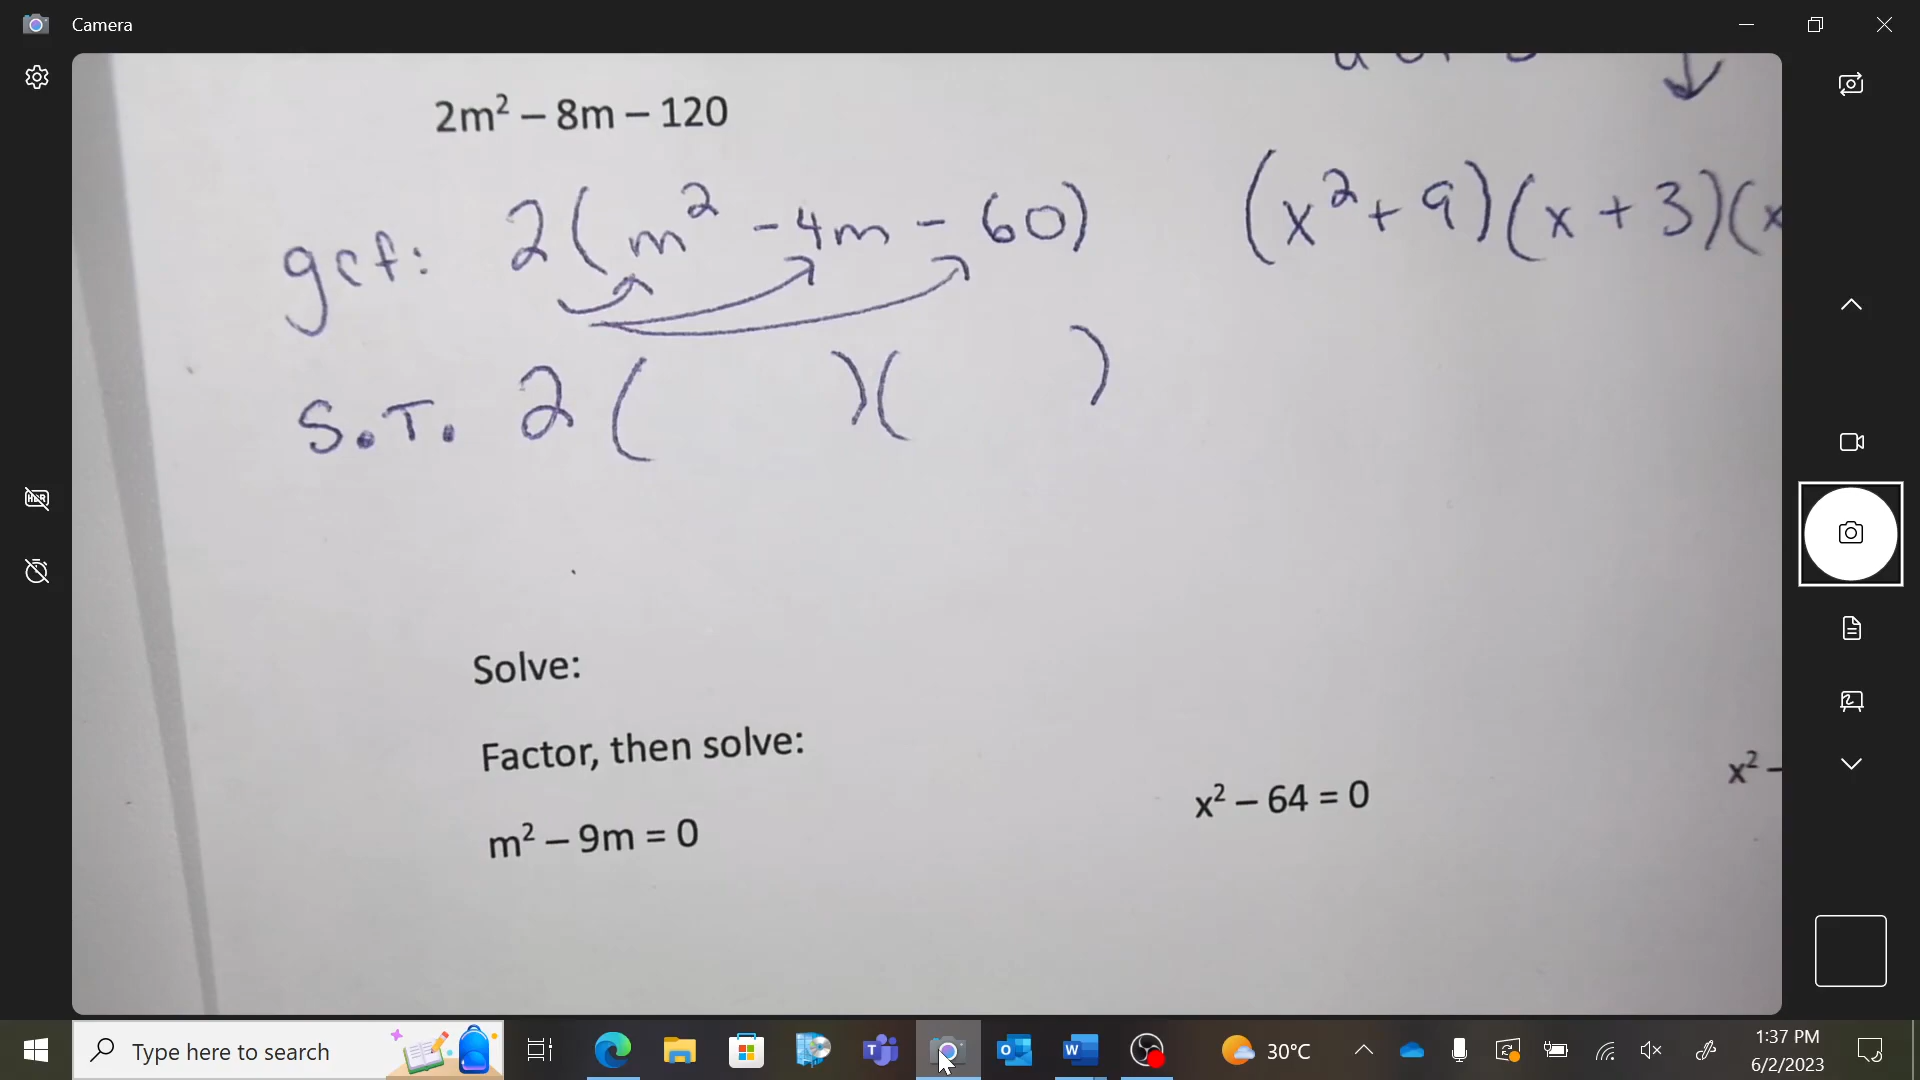 Camera
2m² – 8m – 120
gcf: 2(m² -4m - 60)
(x² + 9)(x + 3)(x
S.T. 2( )( )
Solve:
Factor, then solve:
m² – 9m = 0
x² – 64 = 0
x² –
Type here to search
30°C
1:37 PM
6/2/2023